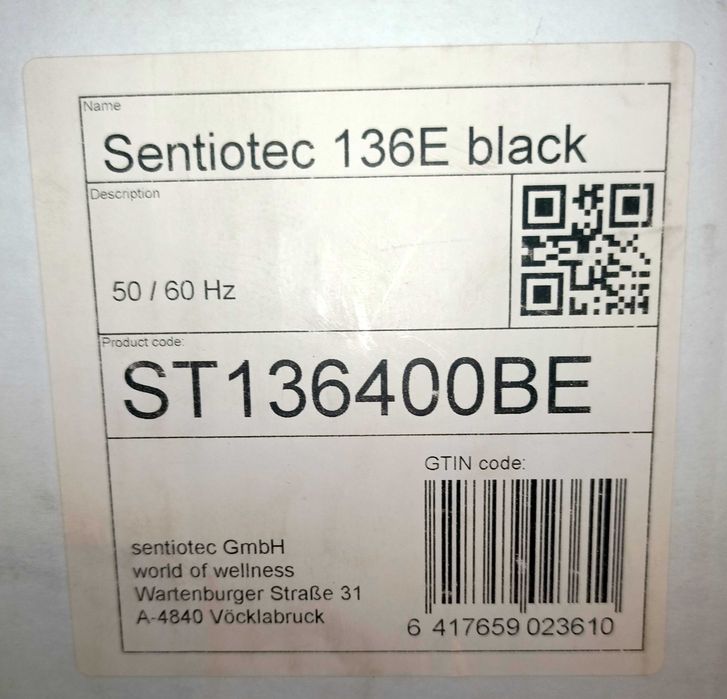 Name
Sentiotec 136E black
Description
50 / 60 Hz
Product code:
ST136400BE
GTIN code:
6 417659 023610
sentiotec GmbH
world of wellness
Wartenburger Straße 31
A-4840 Vöcklabruck